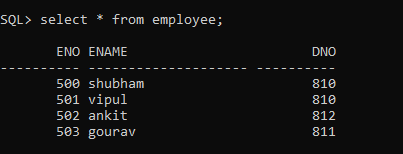 SQL> select * from employee;
ENO ENAME DNO
---------- -------------------- ----------
500 shubham 810
501 vipul 810
502 ankit 812
503 gourav 811